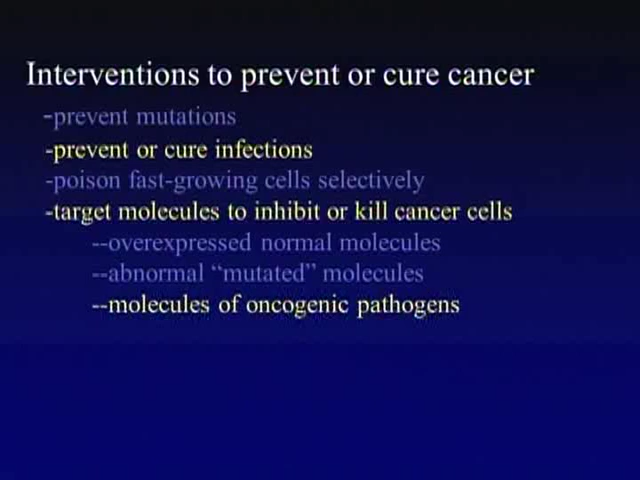 Interventions to prevent or cure cancer
-prevent mutations
-prevent or cure infections
-poison fast-growing cells selectively
-target molecules to inhibit or kill cancer cells
--overexpressed normal molecules
--abnormal “mutated” molecules
--molecules of oncogenic pathogens